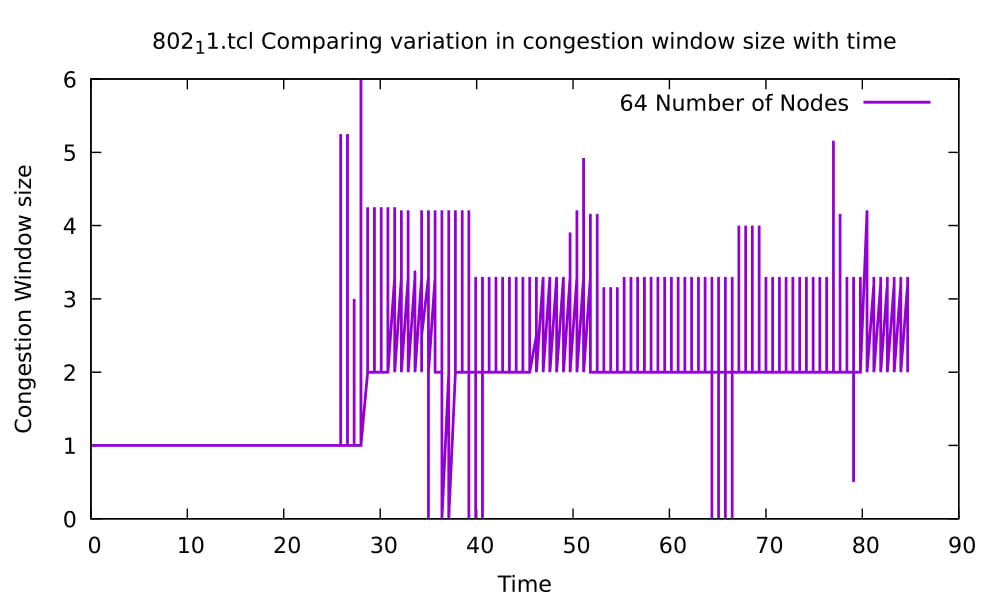 802₁1.tcl Comparing variation in congestion window size with time
64 Number of Nodes
Congestion Window size
6
5
4
3
2
1
0
0 10 20 30 40 50 60 70 80 90
Time